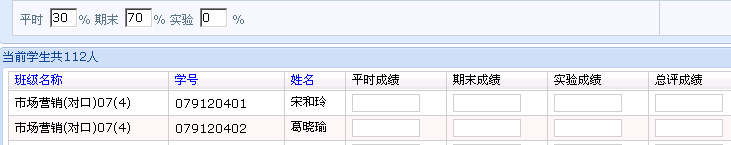 平时 30 % 期末 70 % 实验 0 %
当前学生共112人
班级名称 学号 姓名 平时成绩 期末成绩 实验成绩 总评成绩
市场营销(对口)07(4) 079120401 宋和玲
市场营销(对口)07(4) 079120402 葛晓瑜